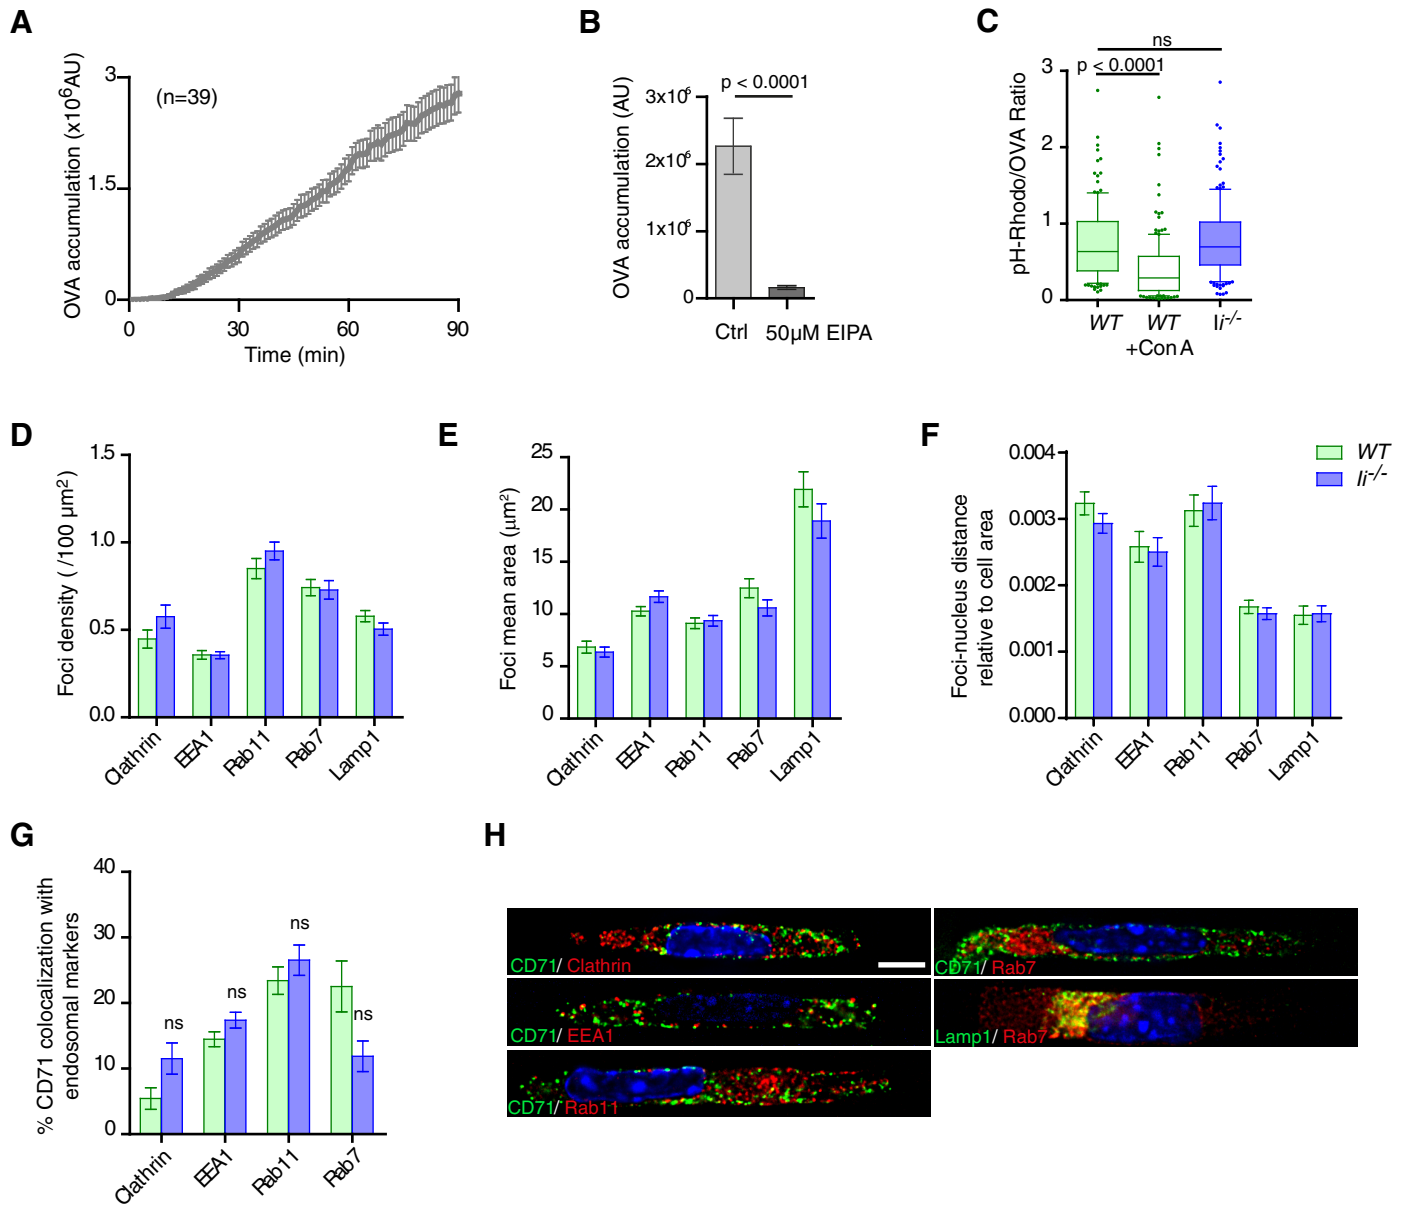 A
OVA accumulation (x10⁶AU)
3
1.5
0
(n=39)
0 30 60 90
Time (min)
B
OVA accumulation (AU)
p < 0.0001
3x10⁶
2x10⁶
1x10⁶
0
Ctrl 50µM EIPA
C
pH-Rhodo/OVA Ratio
ns
p < 0.0001
3
2
1
0
WT WT Ii-/-
+ConA
D
Foci density ( /100 µm²)
1.5
1.0
0.5
0.0
Clathrin EEA1 Rab11 Rab7 Lamp1
E
Foci mean area (µm²)
25
20
15
10
5
0
Clathrin EEA1 Rab11 Rab7 Lamp1
F
Foci-nucleus distance
relative to cell area
0.004
0.003
0.002
0.001
0.000
Clathrin EEA1 Rab11 Rab7 Lamp1
WT
Ii-/-
G
% CD71 colocalization with
endosomal markers
40
30
20
10
0
ns ns ns ns
Clathrin EEA1 Rab11 Rab7
H
CD71/ Clathrin
CD71/ Rab7
CD71/ EEA1
Lamp1/ Rab7
CD71/ Rab11